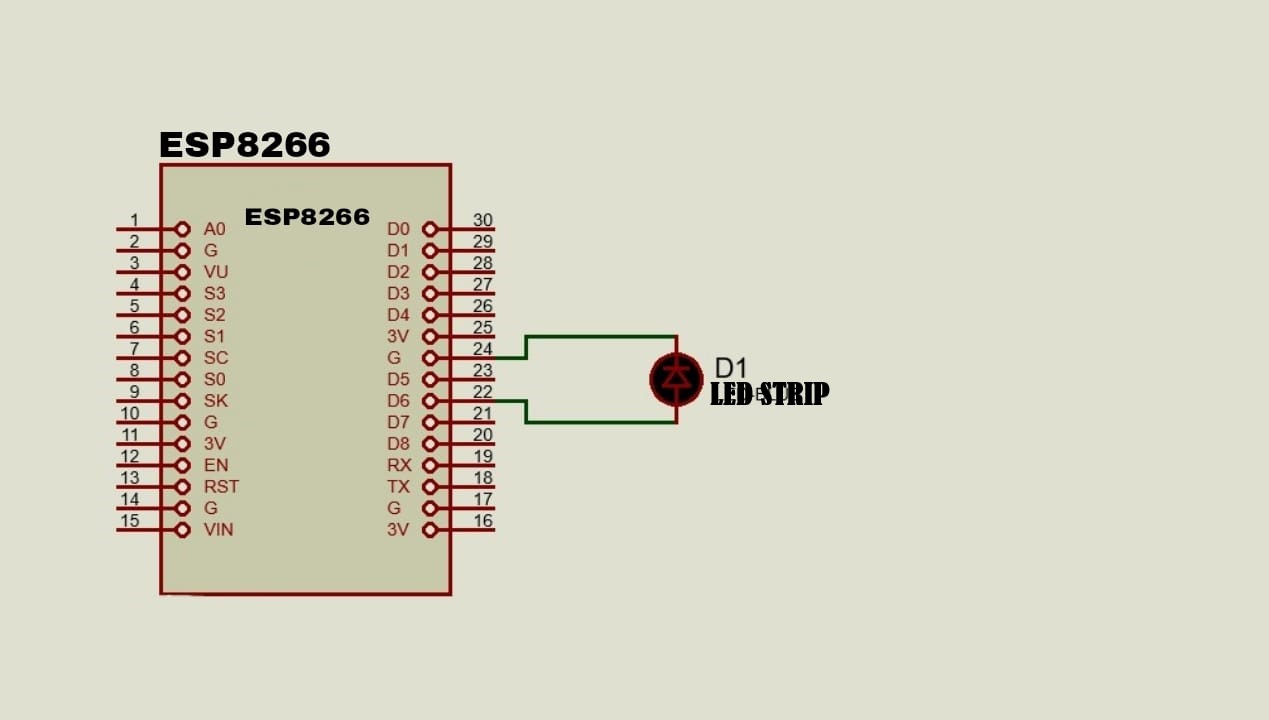 ESP8266
ESP8266
1 A0 D0 30
2 G D1 29
3 VU D2 28
4 S3 D3 27
5 S2 D4 26
6 S1 3V 25
7 SC G 24
8 S0 D5 23
9 SK D6 22
10 G D7 21
11 3V D8 20
12 EN RX 19
13 RST TX 18
14 G G 17
15 VIN 3V 16
D1
LED STRIP